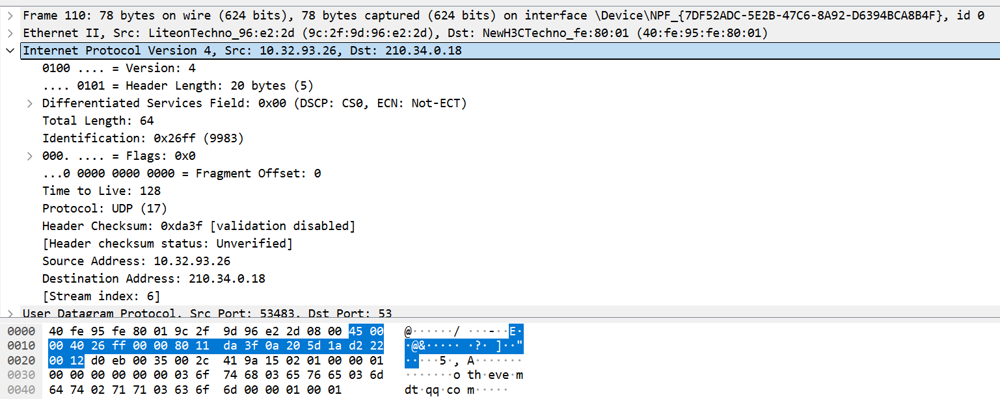 Frame 110: 78 bytes on wire (624 bits), 78 bytes captured (624 bits) on interface \Device\NPF_{7DF52ADC-5E2B-47C6-8A92-D6394BCA8B4F}, id 0
Ethernet II, Src: LiteonTechno_96:e2:2d (9c:2f:9d:96:e2:2d), Dst: NewH3CTechno_fe:80:01 (40:fe:95:fe:80:01)
Internet Protocol Version 4, Src: 10.32.93.26, Dst: 210.34.0.18
0100 .... = Version: 4
.... 0101 = Header Length: 20 bytes (5)
Differentiated Services Field: 0x00 (DSCP: CS0, ECN: Not-ECT)
Total Length: 64
Identification: 0x26ff (9983)
000. .... = Flags: 0x0
...0 0000 0000 0000 = Fragment Offset: 0
Time to Live: 128
Protocol: UDP (17)
Header Checksum: 0xda3f [validation disabled]
[Header checksum status: Unverified]
Source Address: 10.32.93.26
Destination Address: 210.34.0.18
[Stream index: 6]
User Datagram Protocol, Src Port: 53483, Dst Port: 53
0000 40 fe 95 fe 80 01 9c 2f 9d 96 e2 2d 08 00 45 00 @······/ ···-··E·
0010 00 40 26 ff 00 00 80 11 da 3f 0a 20 5d 1a d2 22 ·@&····· ·?· ]··"
0020 00 12 d0 eb 00 35 00 2c 41 9a 15 02 01 00 00 01 ·····5·, A·······
0030 00 00 00 00 00 00 03 6f 74 68 03 65 76 65 03 6d ·······o th·eve·m
0040 64 74 02 71 71 03 63 6f 6d 00 00 01 00 01 dt·qq·co m·····